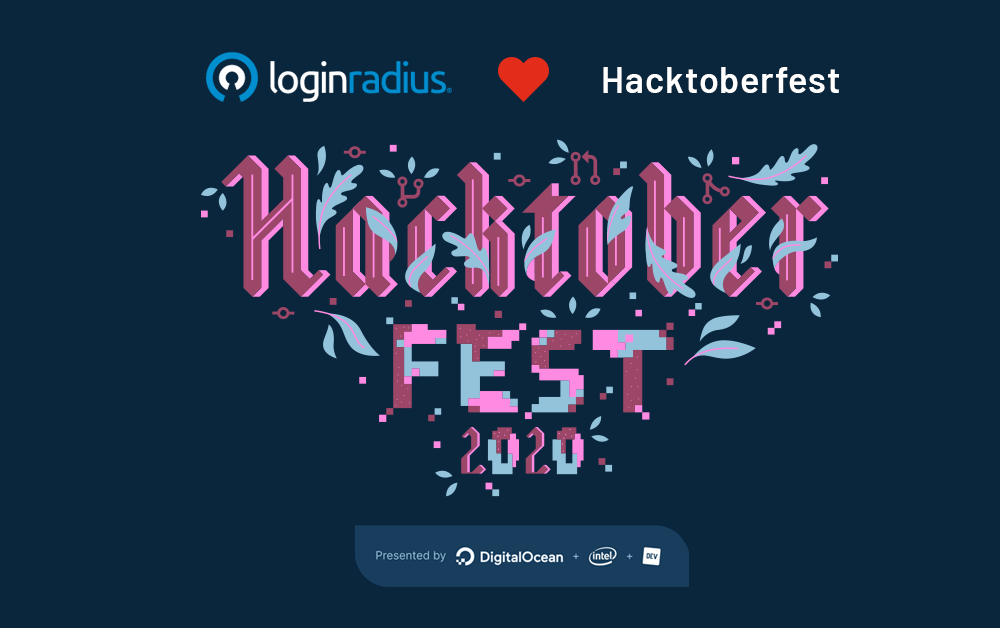 loginradius. Hacktoberfest
Hacktober
FEST
2020
Presented by DigitalOcean + intel + DEV